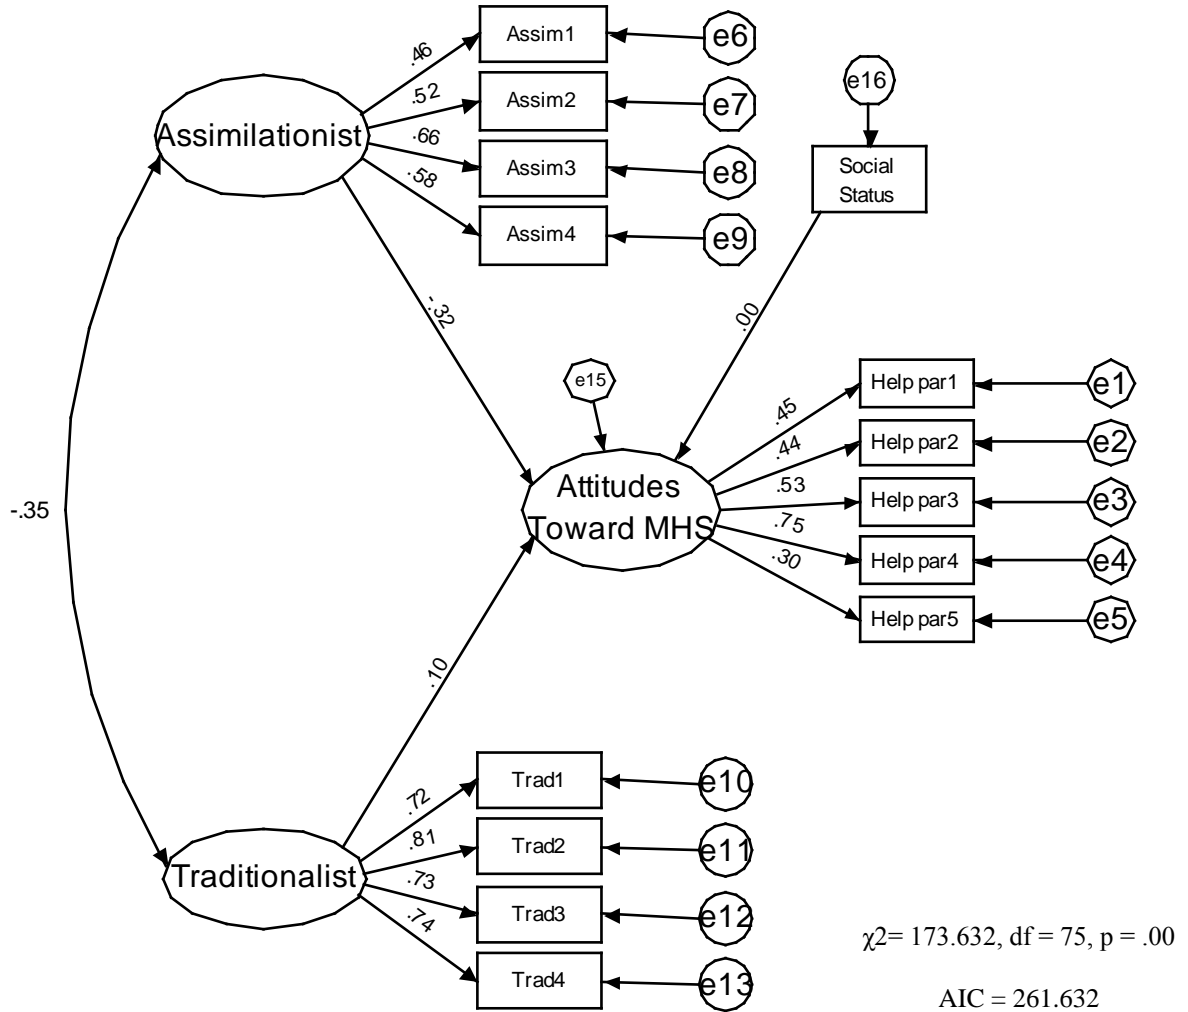 Assim1
e6
.46
Assim2
e7
.52
Assimilationist
Assim3
e8
.66
Assim4
e9
.58
e16
Social
Status
-.32
.00
e15
Attitudes
Toward MHS
.45
Help par1
e1
.44
Help par2
e2
.53
Help par3
e3
.75
Help par4
e4
.30
Help par5
e5
-.35
.10
Traditionalist
.72
Trad1
e10
.81
Trad2
e11
.73
Trad3
e12
.74
Trad4
e13
χ2= 173.632, df = 75, p = .00
AIC = 261.632